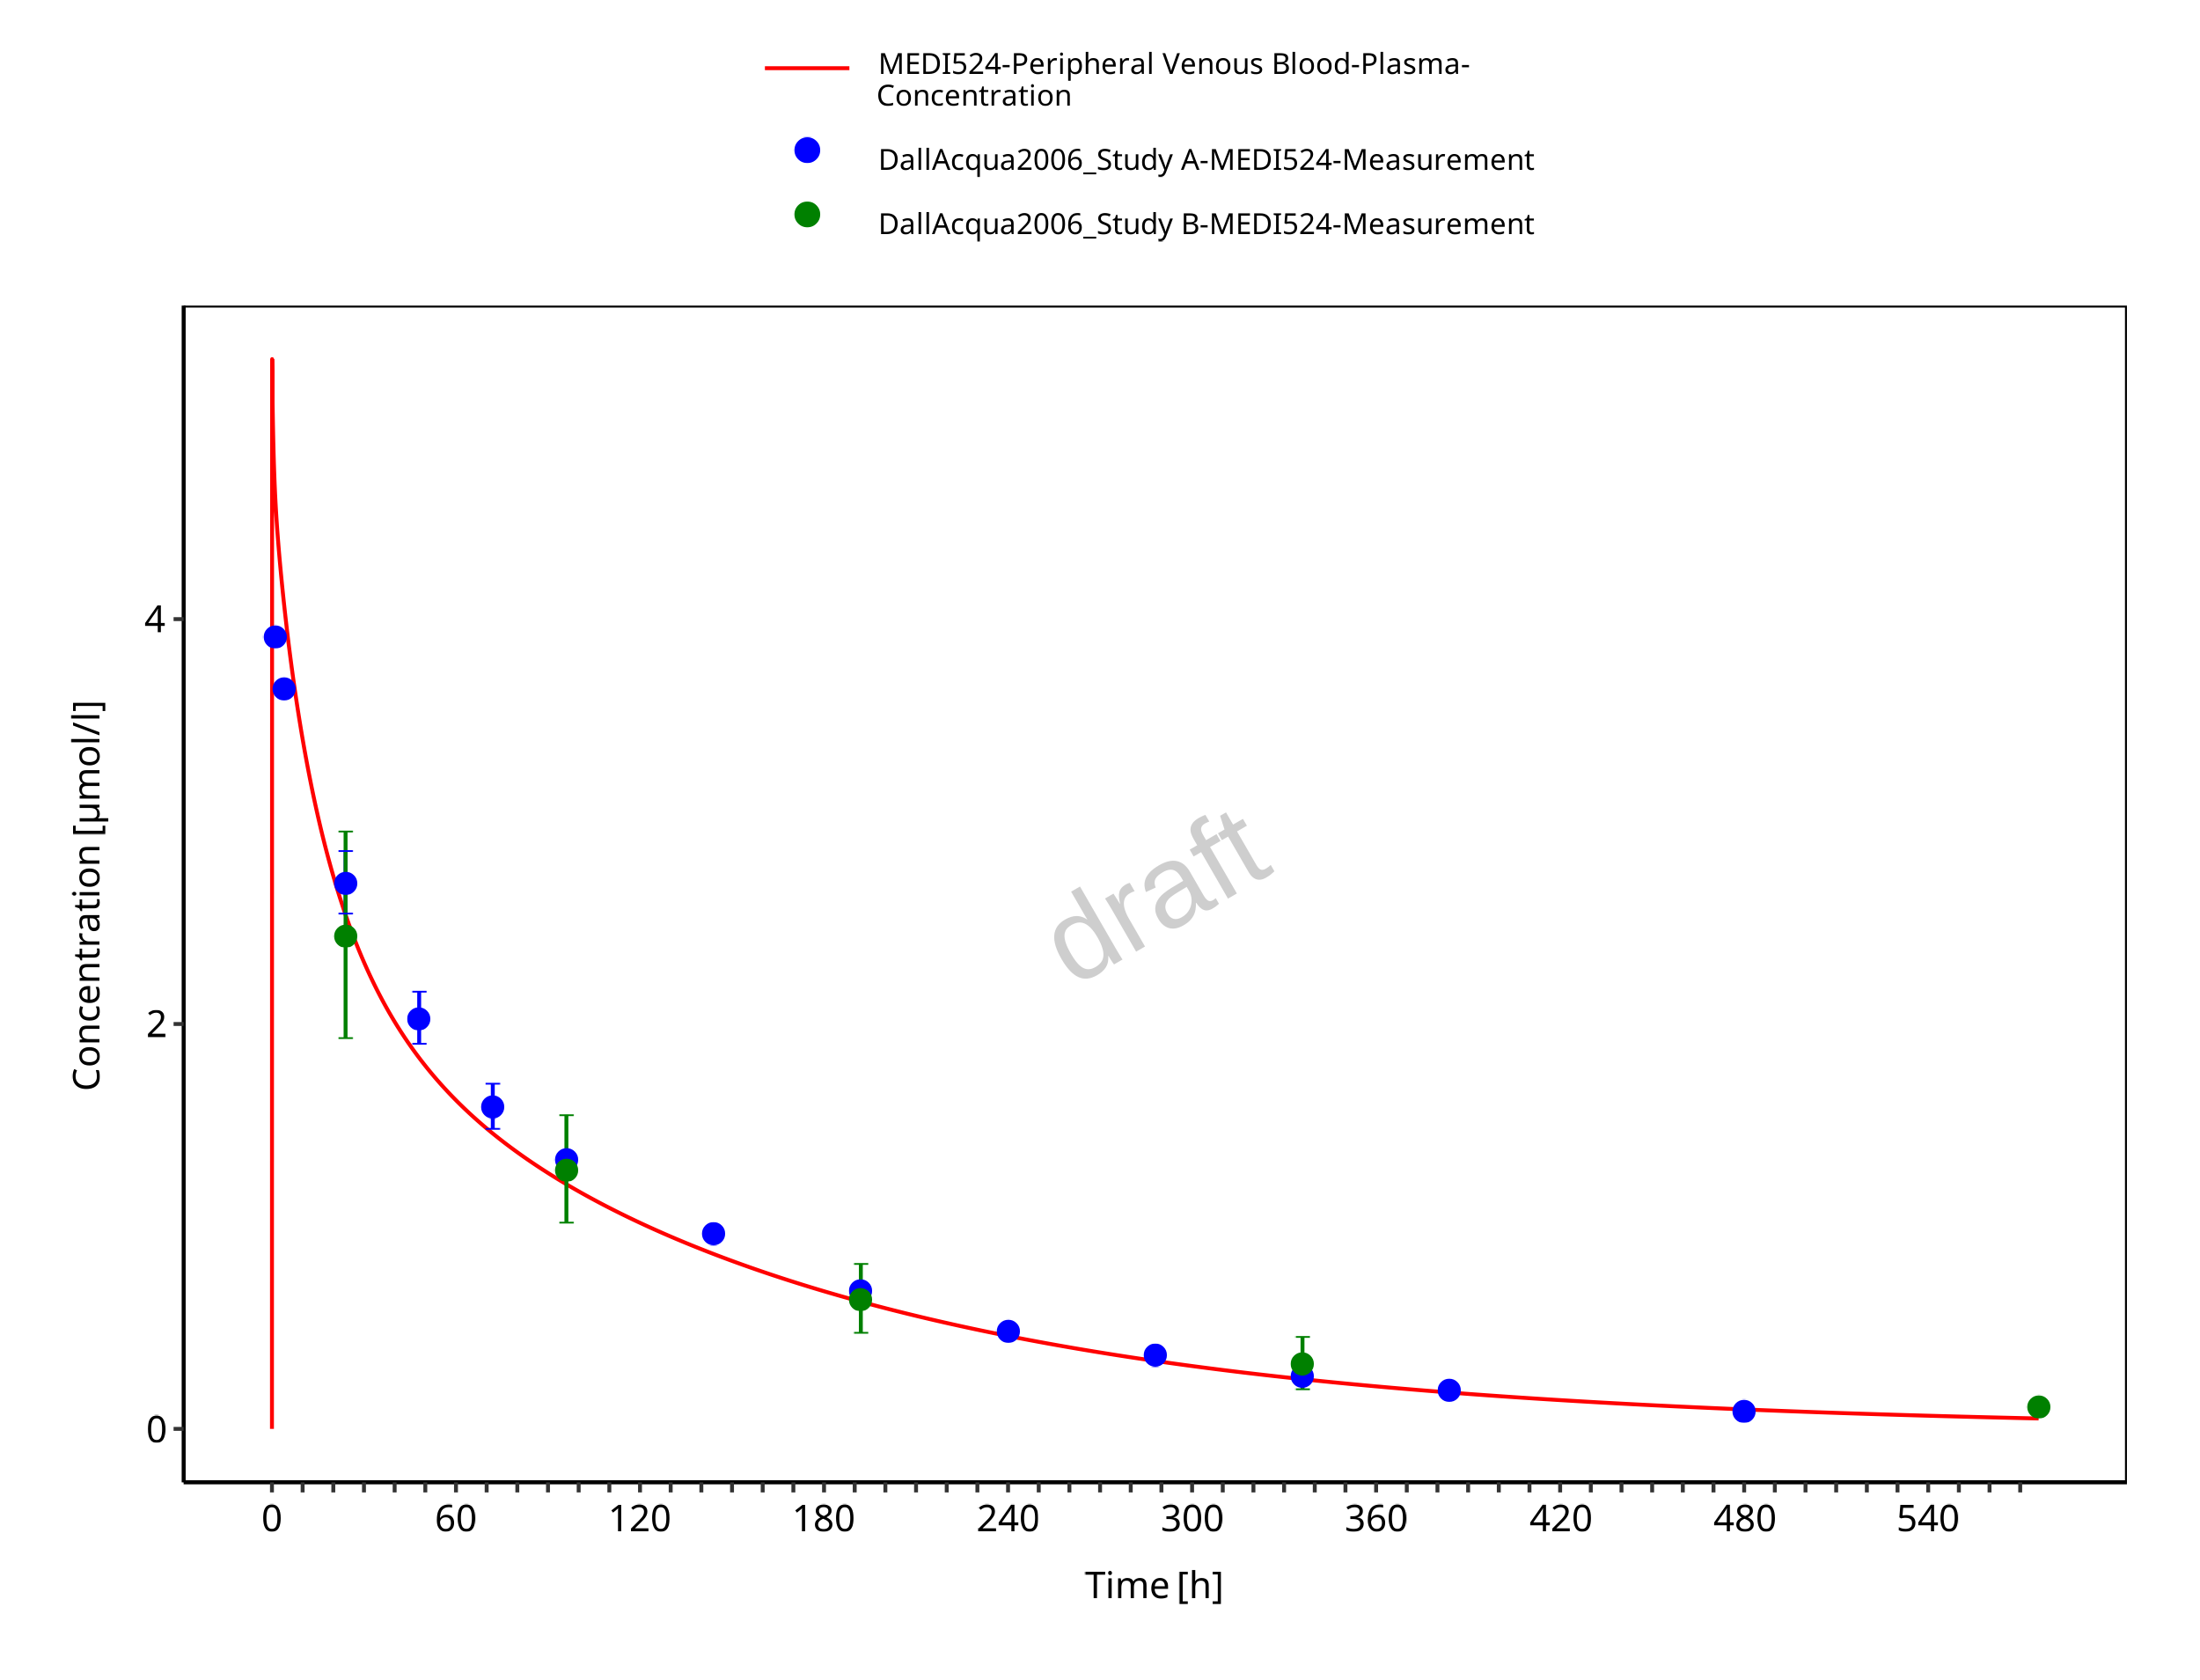 MEDI524-Peripheral Venous Blood-Plasma-
Concentration
DallAcqua2006_Study A-MEDI524-Measurement
DallAcqua2006_Study B-MEDI524-Measurement
Concentration [µmol/l]
4
2
0
draft
0 60 120 180 240 300 360 420 480 540
Time [h]